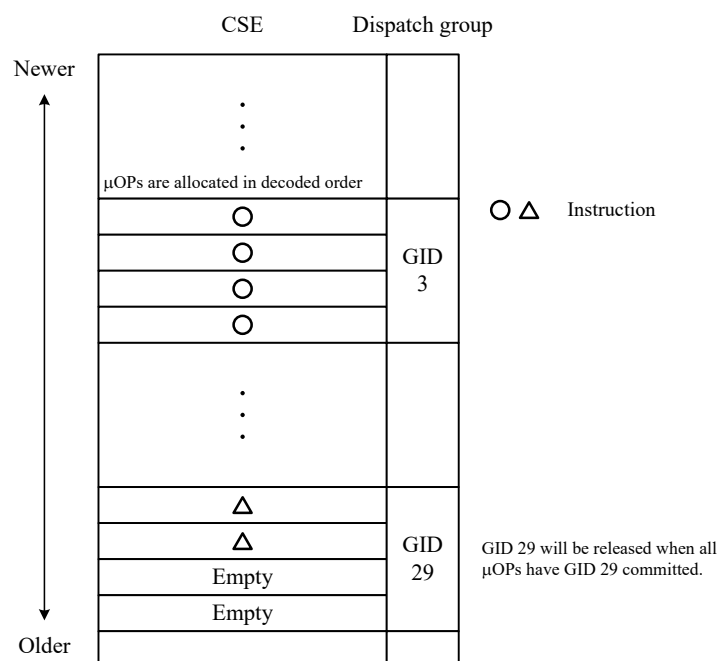 CSE Dispatch group
Newer
μOPs are allocated in decoded order
Instruction
GID
3
GID
29
Empty
Empty
GID 29 will be released when all
μOPs have GID 29 committed.
Older